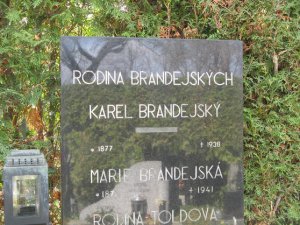 RODINA BRANDEJSKÝCH
KAREL BRANDEJSKÝ
* 1877 † 1938
MARIE BRANDEJSKÁ
† 1941
RODINA TOLDOVA